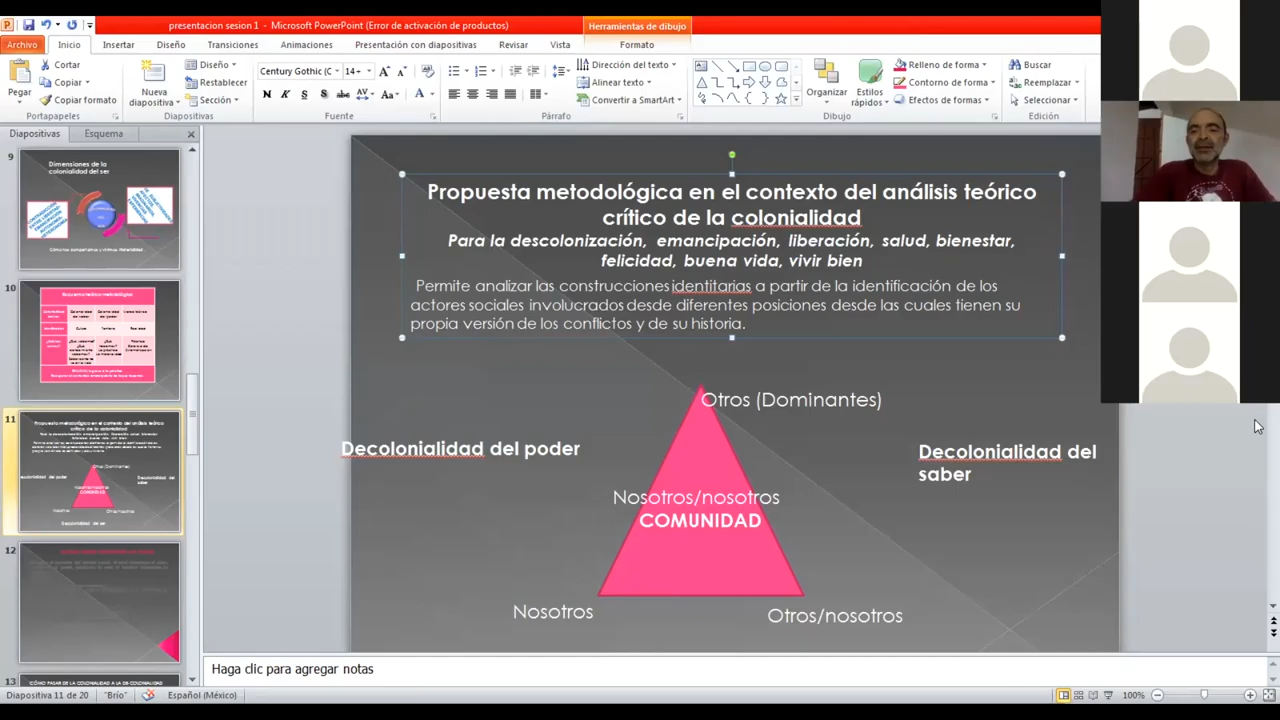 presentacion sesion 1 - Microsoft PowerPoint (Error de activación de productos)
Herramientas de dibujo
Archivo Inicio Insertar Diseño Transiciones Animaciones Presentación con diapositivas Revisar Vista Formato
Pegar
Cortar
Copiar
Copiar formato
Portapapeles
Nueva diapositiva
Diseño
Restablecer
Sección
Diapositivas
Century Gothic (C 14+
N K S S abc AV Aa A
Fuente
Dirección del texto
Alinear texto
Convertir a SmartArt
Párrafo
Organizar
Estilos rápidos
Relleno de forma
Contorno de forma
Efectos de formas
Dibujo
Buscar
Reemplazar
Seleccionar
Edición
Diapositivas Esquema
9
Dimensiones de la
colonialidad del ser
10
11
12
13
Propuesta metodológica en el contexto del análisis teórico
crítico de la colonialidad
Para la descolonización, emancipación, liberación, salud, bienestar,
felicidad, buena vida, vivir bien
Permite analizar las construcciones identitarias a partir de la identificación de los
actores sociales involucrados desde diferentes posiciones desde las cuales tienen su
propia versión de los conflictos y de su historia.
Otros (Dominantes)
Decolonialidad del poder
Decolonialidad del
saber
Nosotros/nosotros
COMUNIDAD
Nosotros
Otros/nosotros
Haga clic para agregar notas
Diapositiva 11 de 20 "Brío" Español (México) 100%